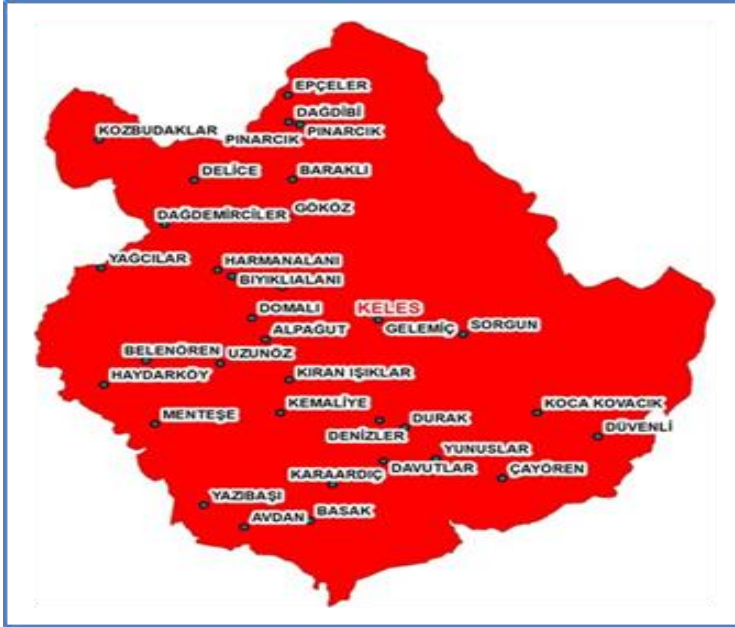 EPÇELER
DAĞDİBİ
KOZBUDAKLAR
PINARCIK
PINARCIK
DELİCE
BARAKLI
GÖKÖZ
DAĞDEMİRCİLER
YAĞCILAR
HARMANALANI
BIYIKLIALANI
DOMALI
KELES
GELEMİÇ
SORGUN
ALPAĞUT
BELENÖREN
UZUNÖZ
HAYDARKÖY
KIRAN IŞIKLAR
KEMALİYE
KOCA KOVACIK
MENTEŞE
DURAK
DÜVENLİ
DENİZLER
YUNUSLAR
DAVUTLAR
ÇAYÖREN
KARAARDIÇ
YAZIBAŞI
BASAK
AVDAN